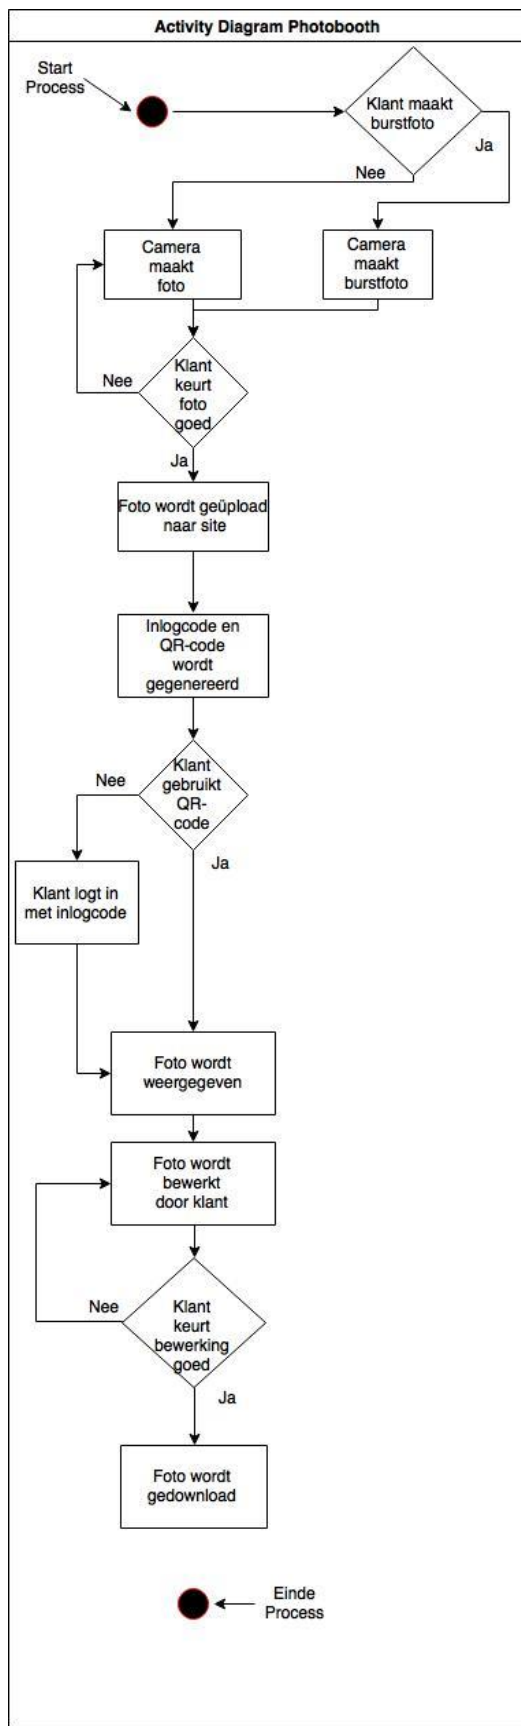 Activity Diagram Photobooth
Start
Process
Klant maakt
burstfoto
Ja
Nee
Camera
maakt
foto
Camera
maakt
burstfoto
Klant
keurt
foto
goed
Nee
Ja
Foto wordt geüpload
naar site
Inlogcode en
QR-code
wordt
gegenereerd
Klant
gebruikt
QR-
code
Nee
Ja
Klant logt in
met inlogcode
Foto wordt
weergegeven
Foto wordt
bewerkt
door klant
Nee
Klant
keurt
bewerking
goed
Ja
Foto wordt
gedownload
Einde
Process